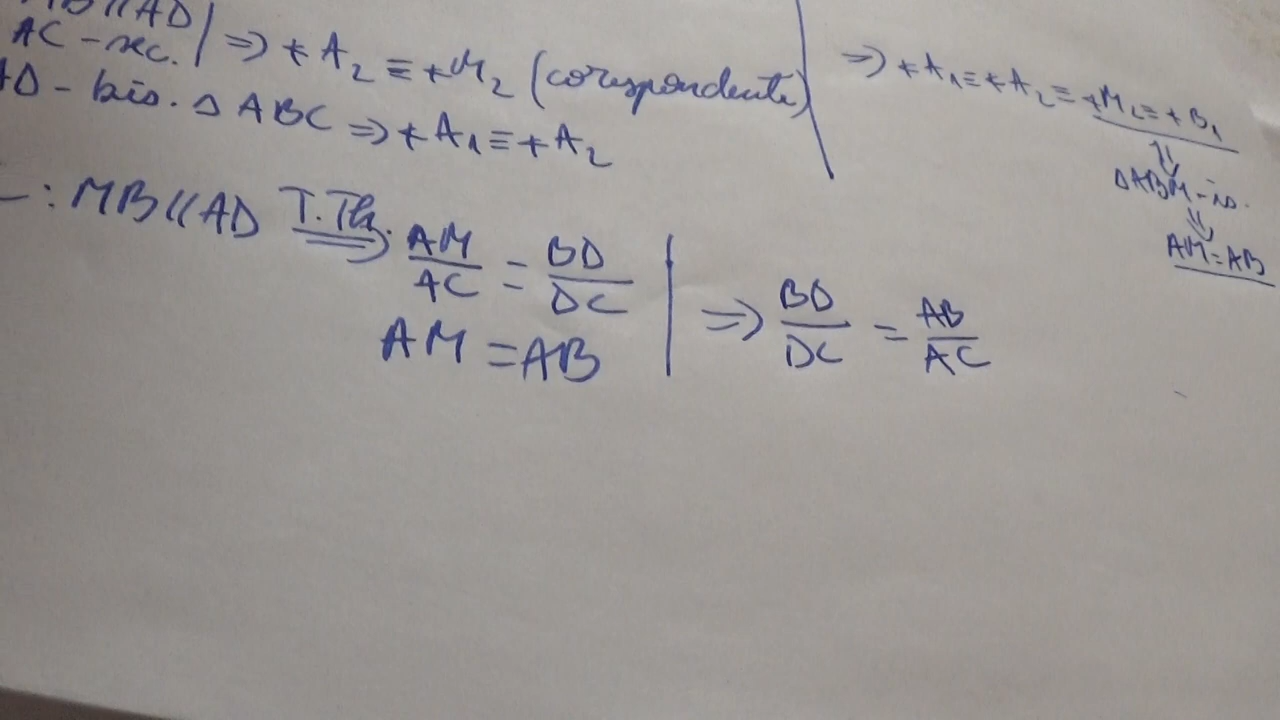 MB // AD
AC - sec. | ⇒ ∢A₂ ≡ ∢M₂ (corespondente)
AD - bis. △ ABC ⇒ ∢A₁ ≡ ∢A₂
⇒ ∢A₁ ≡ ∢A₂ ≡ ∢M₂ = ∢B₁
⇓
△ABM - is.
⇓
AM = AB
- : MB // AD T.Th. ⇒ AM/AC = BD/DC
AM = AB | ⇒ BD/DC = AB/AC